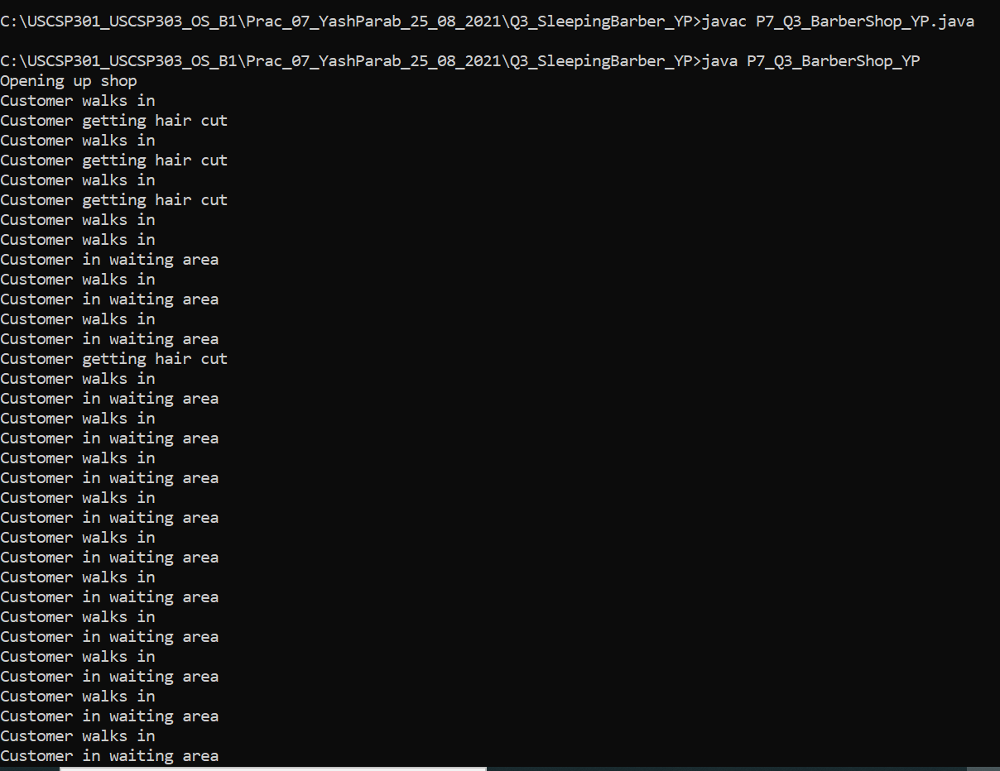 C:\USCSP301_USCSP303_OS_B1\Prac_07_YashParab_25_08_2021\Q3_SleepingBarber_YP>javac P7_Q3_BarberShop_YP.java
C:\USCSP301_USCSP303_OS_B1\Prac_07_YashParab_25_08_2021\Q3_SleepingBarber_YP>java P7_Q3_BarberShop_YP
Opening up shop
Customer walks in
Customer getting hair cut
Customer walks in
Customer getting hair cut
Customer walks in
Customer getting hair cut
Customer walks in
Customer walks in
Customer in waiting area
Customer walks in
Customer in waiting area
Customer walks in
Customer in waiting area
Customer getting hair cut
Customer walks in
Customer in waiting area
Customer walks in
Customer in waiting area
Customer walks in
Customer in waiting area
Customer walks in
Customer in waiting area
Customer walks in
Customer in waiting area
Customer walks in
Customer in waiting area
Customer walks in
Customer in waiting area
Customer walks in
Customer in waiting area
Customer walks in
Customer in waiting area
Customer walks in
Customer in waiting area